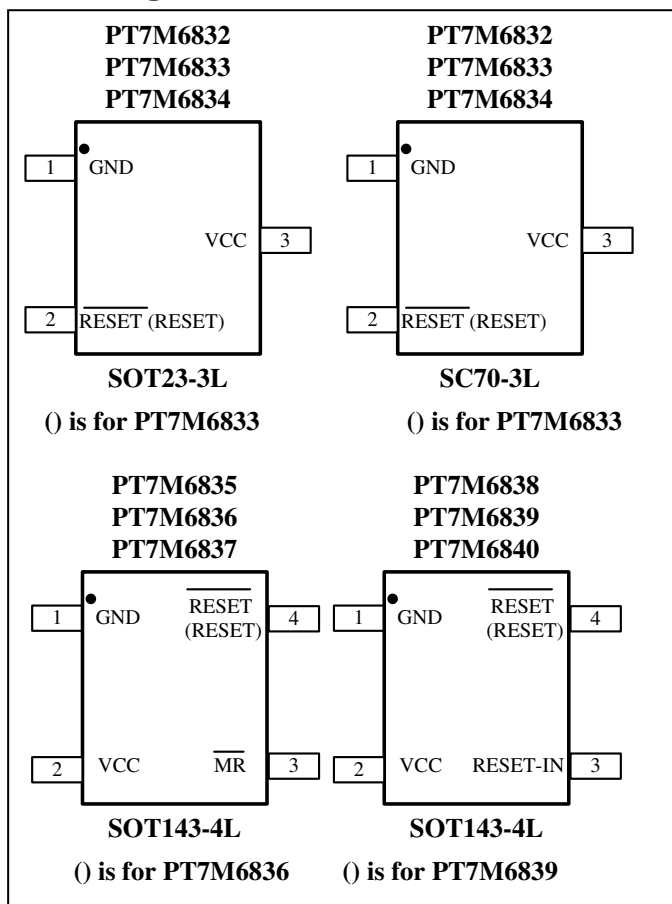 PT7M6832
PT7M6833
PT7M6834
1
GND
VCC
3
2
RESET (RESET)
SOT23-3L
() is for PT7M6833
PT7M6832
PT7M6833
PT7M6834
1
GND
VCC
3
2
RESET (RESET)
SC70-3L
() is for PT7M6833
PT7M6835
PT7M6836
PT7M6837
1
GND
RESET
(RESET)
4
2
VCC
MR
3
SOT143-4L
() is for PT7M6836
PT7M6838
PT7M6839
PT7M6840
1
GND
RESET
(RESET)
4
2
VCC
RESET-IN
3
SOT143-4L
() is for PT7M6839